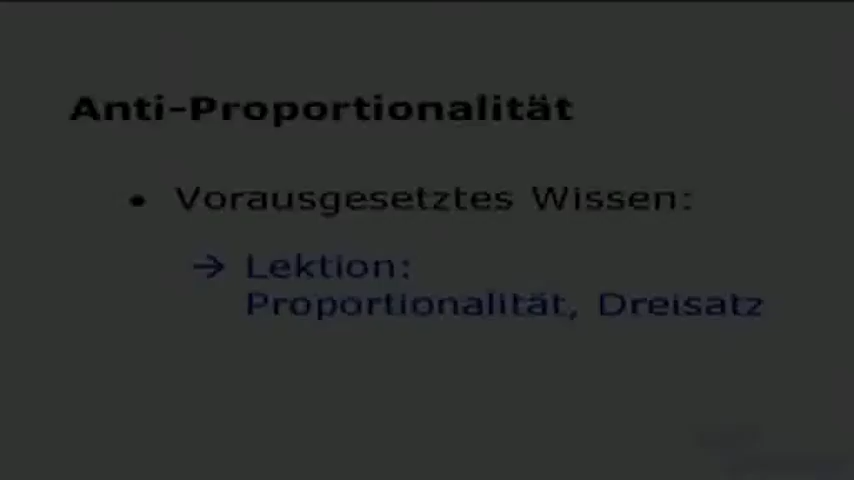 Anti-Proportionalität
• Vorausgesetztes Wissen:
→ Lektion:
Proportionalität, Dreisatz